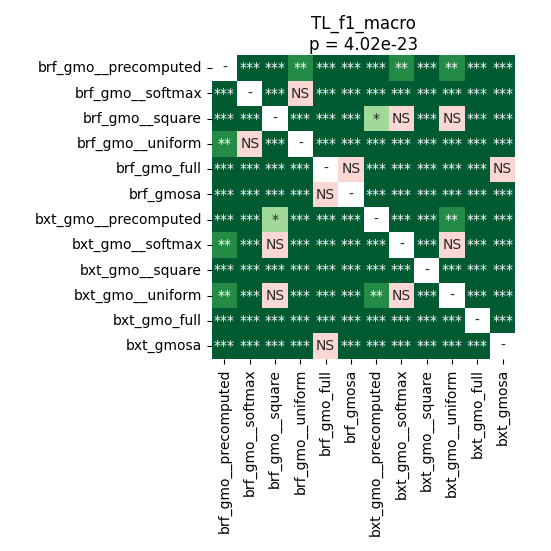 TL_f1_macro
p = 4.02e-23
brf_gmo__precomputed - *** *** ** *** *** *** ** *** ** *** ***
brf_gmo__softmax *** - *** NS *** *** *** *** *** *** *** ***
brf_gmo__square *** *** - *** *** *** * NS *** NS *** ***
brf_gmo__uniform ** NS *** - *** *** *** *** *** *** *** ***
brf_gmo_full *** *** *** *** - NS *** *** *** *** *** NS
brf_gmosa *** *** *** *** NS - *** *** *** *** *** ***
bxt_gmo__precomputed *** *** * *** *** *** - *** *** ** *** ***
bxt_gmo__softmax ** *** NS *** *** *** *** - *** NS *** ***
bxt_gmo__square *** *** *** *** *** *** *** *** - *** *** ***
bxt_gmo__uniform ** *** NS *** *** *** ** NS *** - *** ***
bxt_gmo_full *** *** *** *** *** *** *** *** *** *** - ***
bxt_gmosa *** *** *** *** NS *** *** *** *** *** *** -
brf_gmo__precomputed
brf_gmo__softmax
brf_gmo__square
brf_gmo__uniform
brf_gmo_full
brf_gmosa
bxt_gmo__precomputed
bxt_gmo__softmax
bxt_gmo__square
bxt_gmo__uniform
bxt_gmo_full
bxt_gmosa